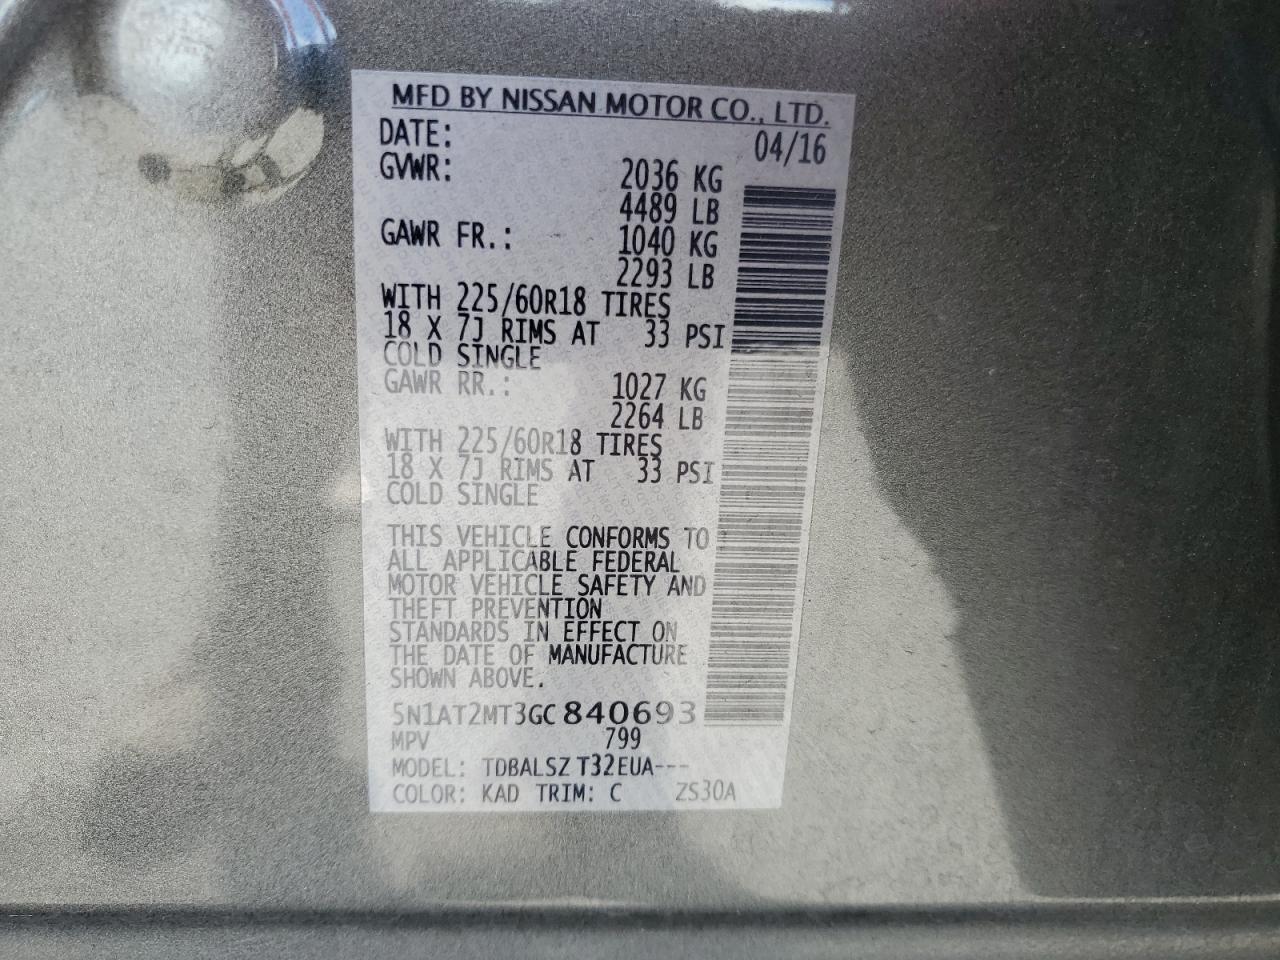 MFD BY NISSAN MOTOR CO., LTD.
DATE: 04/16
GVWR: 2036 KG
4489 LB
GAWR FR.: 1040 KG
2293 LB
WITH 225/60R18 TIRES
18 X 7J RIMS AT 33 PSI
COLD SINGLE
GAWR RR.: 1027 KG
2264 LB
WITH 225/60R18 TIRES
18 X 7J RIMS AT 33 PSI
COLD SINGLE
THIS VEHICLE CONFORMS TO
ALL APPLICABLE FEDERAL
MOTOR VEHICLE SAFETY AND
THEFT PREVENTION
STANDARDS IN EFFECT ON
THE DATE OF MANUFACTURE
SHOWN ABOVE.
5N1AT2MT3GC840693
MPV 799
MODEL: TDBALSZ T32EUA---
COLOR: KAD TRIM: C ZS30A